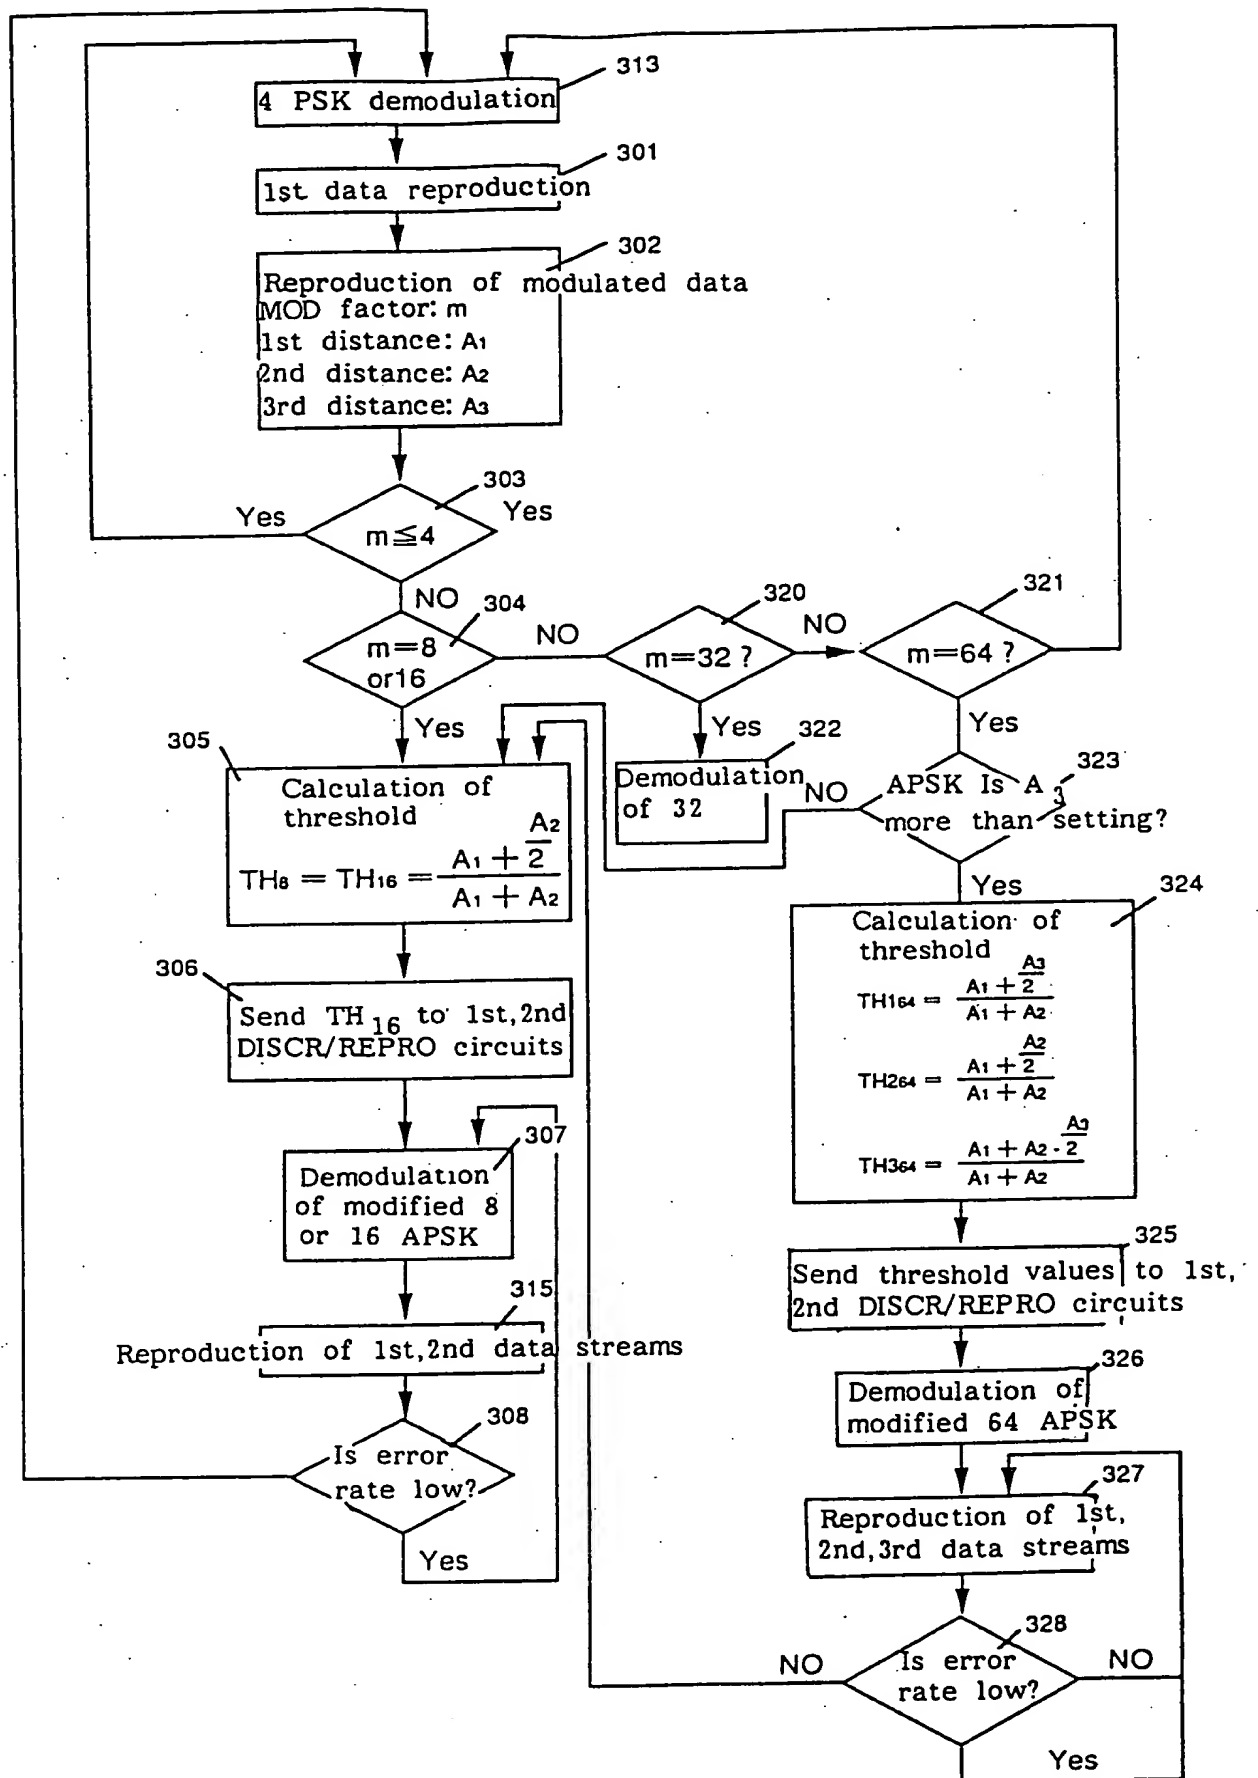 313
4 PSK demodulation
301
1st data reproduction
302
Reproduction of modulated data
MOD factor: m
1st distance: A1
2nd distance: A2
3rd distance: A3
303
Yes
m≦4
Yes
NO
304
m=8
or16
NO
320
m=32 ?
NO
321
m=64 ?
Yes
Yes
Yes
305
Calculation of
threshold
TH8 = TH16 = (A1 + A2/2)/(A1 + A2)
322
Demodulation
of 32
NO
323
APSK Is A3
more than setting?
Yes
324
Calculation of
threshold
TH164 = (A1 + A3/2)/(A1 + A2)
TH264 = (A1 + A2/2)/(A1 + A2)
TH364 = (A1 + A2 - A3/2)/(A1 + A2)
306
Send TH16 to 1st,2nd
DISCR/REPRO circuits
307
Demodulation
of modified 8
or 16 APSK
315
Reproduction of 1st,2nd data streams
308
Is error
rate low?
Yes
325
Send threshold values to 1st,
2nd DISCR/REPRO circuits
326
Demodulation of
modified 64 APSK
327
Reproduction of 1st,
2nd,3rd data streams
328
NO
Is error
rate low?
NO
Yes